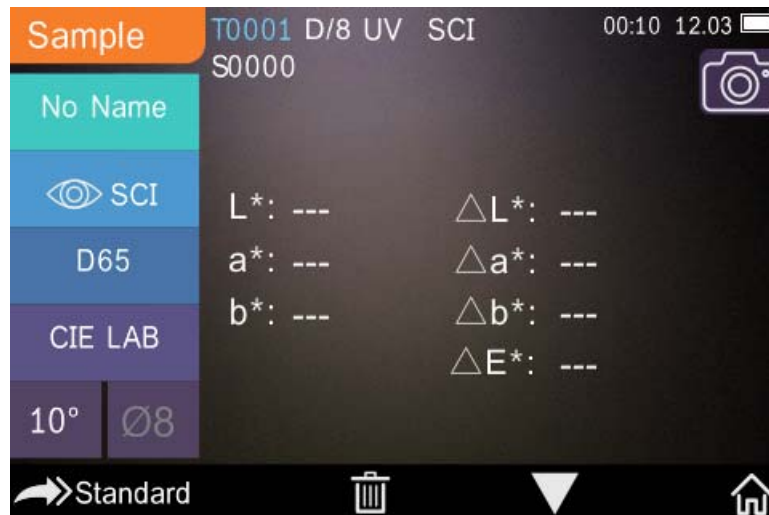 Sample
T0001 D/8 UV SCI
00:10 12.03
S0000
No Name
SCI
D65
CIE LAB
10° Ø8
L*: --- △L*: ---
a*: --- △a*: ---
b*: --- △b*: ---
△E*: ---
Standard